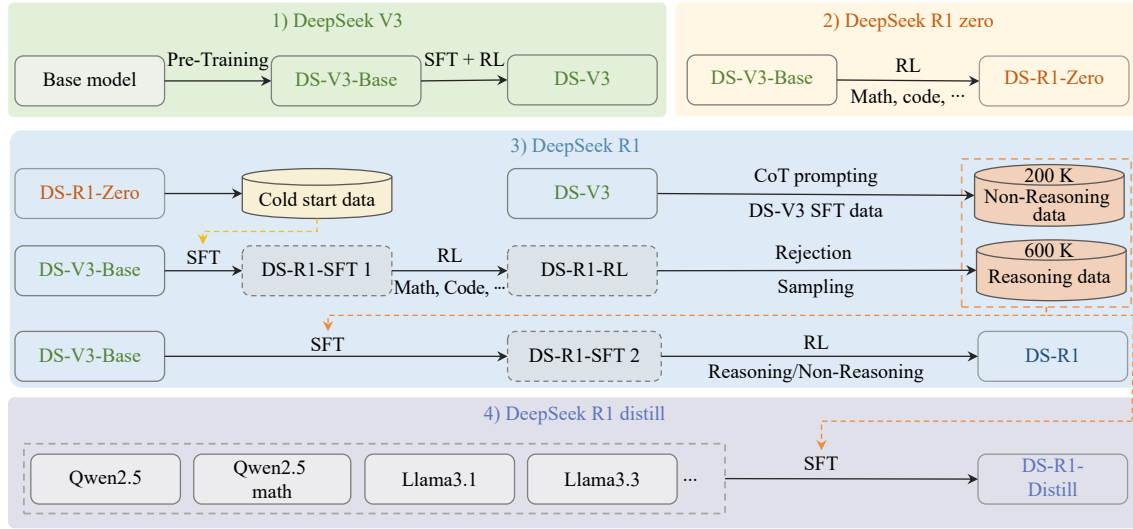 1) DeepSeek V3
Base model
Pre-Training
DS-V3-Base
SFT + RL
DS-V3
2) DeepSeek R1 zero
DS-V3-Base
RL
Math, code, ···
DS-R1-Zero
3) DeepSeek R1
DS-R1-Zero
Cold start data
DS-V3
CoT prompting
DS-V3 SFT data
200 K
Non-Reasoning
data
DS-V3-Base
SFT
DS-R1-SFT 1
RL
Math, Code, ···
DS-R1-RL
Rejection
Sampling
600 K
Reasoning data
DS-V3-Base
SFT
DS-R1-SFT 2
RL
Reasoning/Non-Reasoning
DS-R1
4) DeepSeek R1 distill
Qwen2.5
Qwen2.5
math
Llama3.1
Llama3.3
···
SFT
DS-R1-
Distill